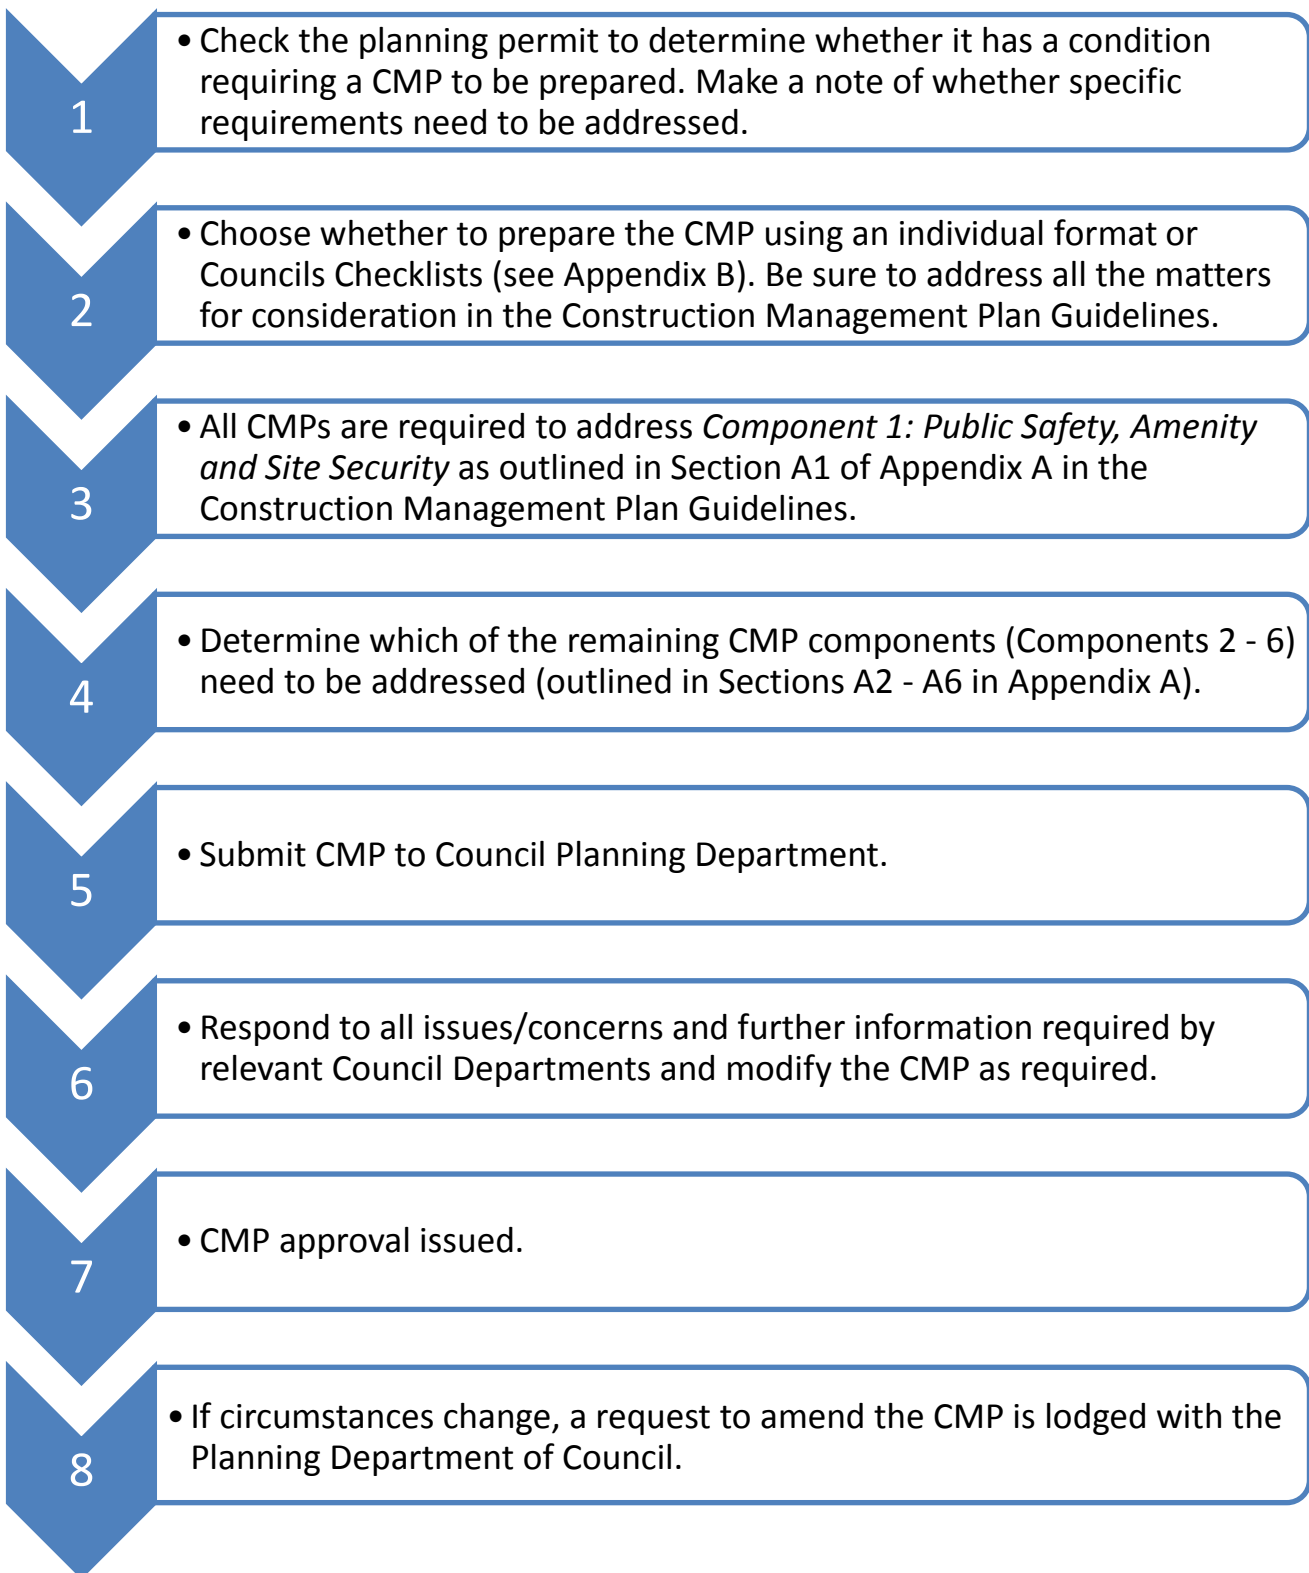 1
• Check the planning permit to determine whether it has a condition
requiring a CMP to be prepared. Make a note of whether specific
requirements need to be addressed.
2
• Choose whether to prepare the CMP using an individual format or
Councils Checklists (see Appendix B). Be sure to address all the matters
for consideration in the Construction Management Plan Guidelines.
3
• All CMPs are required to address Component 1: Public Safety, Amenity
and Site Security as outlined in Section A1 of Appendix A in the
Construction Management Plan Guidelines.
4
• Determine which of the remaining CMP components (Components 2 - 6)
need to be addressed (outlined in Sections A2 - A6 in Appendix A).
5
• Submit CMP to Council Planning Department.
6
• Respond to all issues/concerns and further information required by
relevant Council Departments and modify the CMP as required.
7
• CMP approval issued.
8
• If circumstances change, a request to amend the CMP is lodged with the
Planning Department of Council.